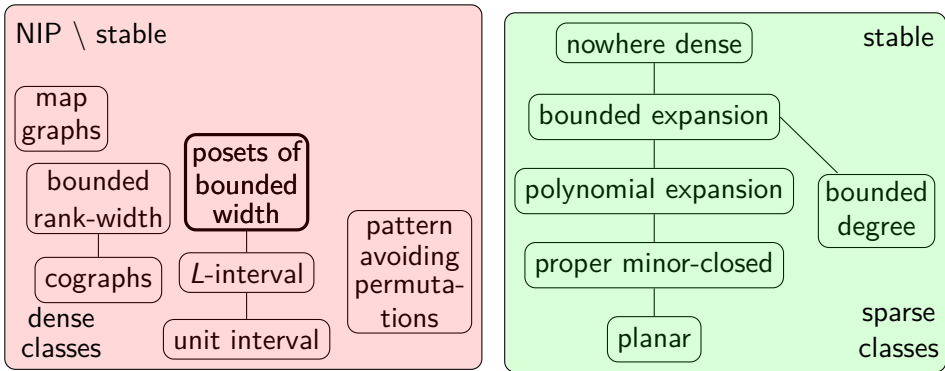 NIP \ stable
map
graphs
bounded
rank-width
cographs
dense
classes
posets of
bounded
width
L-interval
unit interval
pattern
avoiding
permuta-
tions
nowhere dense
stable
bounded expansion
polynomial expansion
bounded
degree
proper minor-closed
planar
sparse
classes